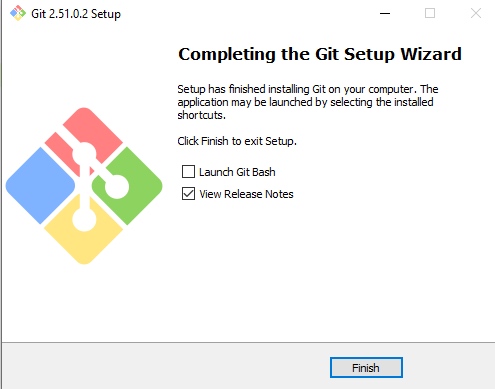 Git 2.51.0.2 Setup
Completing the Git Setup Wizard
Setup has finished installing Git on your computer. The
application may be launched by selecting the installed
shortcuts.
Click Finish to exit Setup.
Launch Git Bash
View Release Notes
Finish